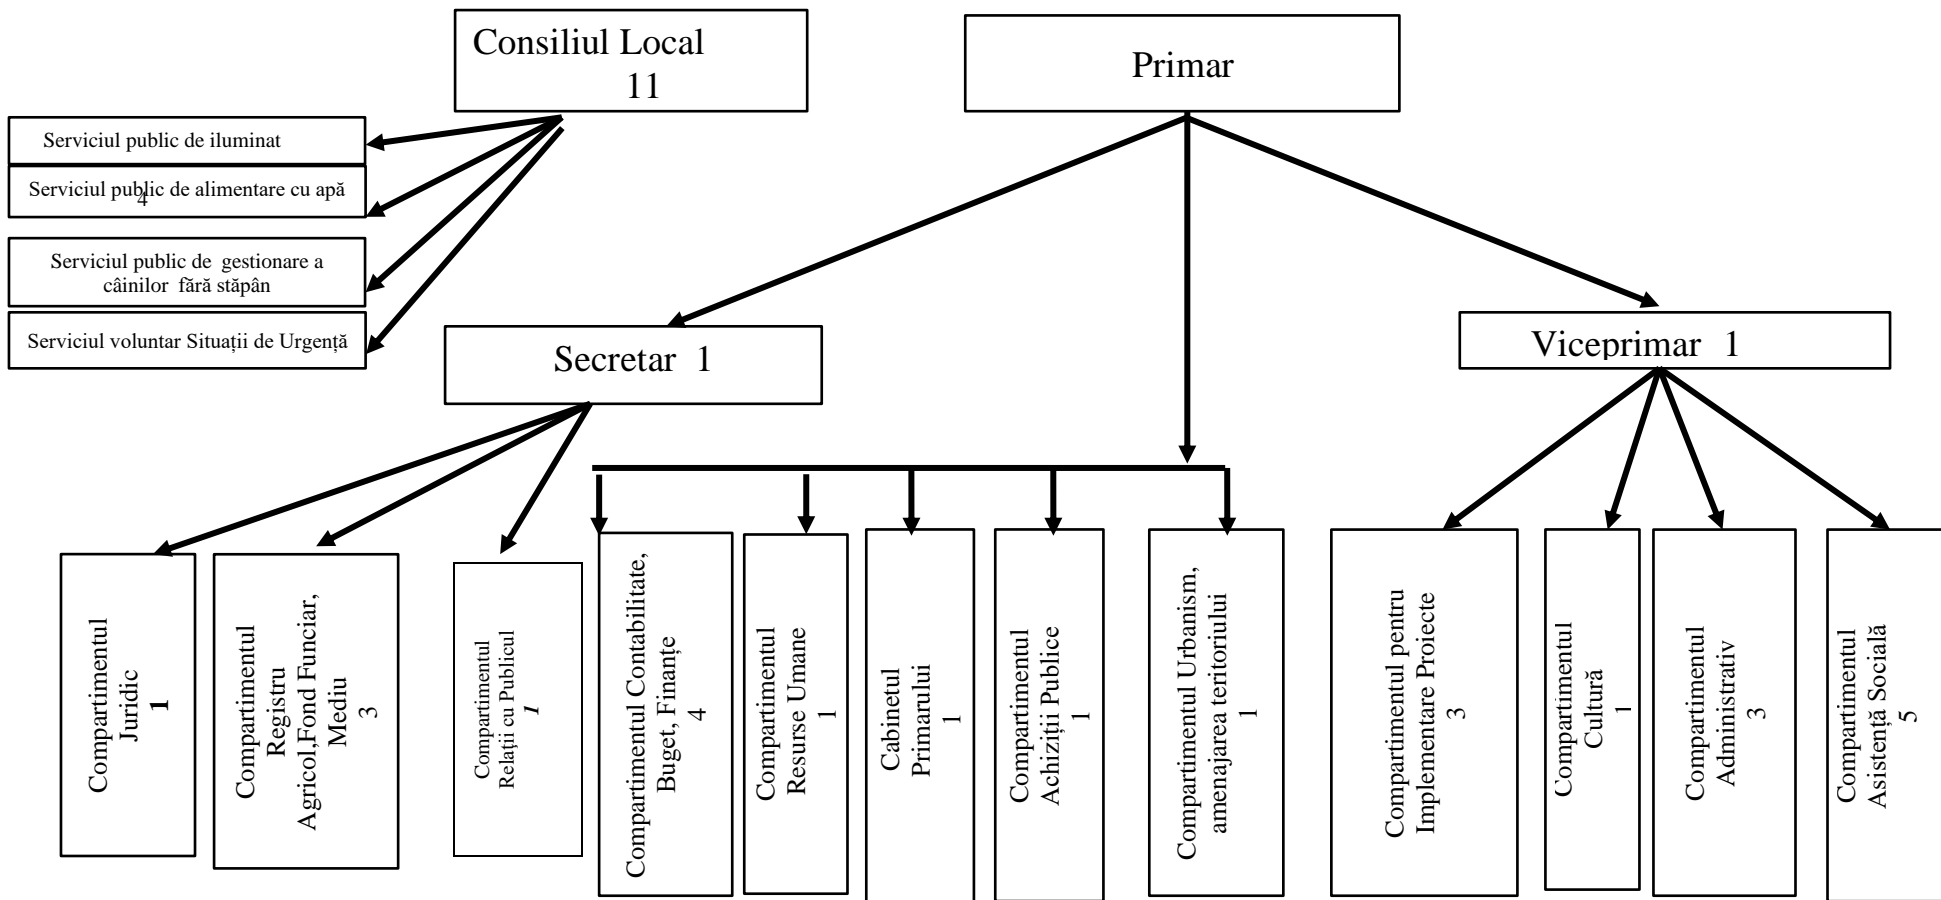 Consiliul Local
11
Primar
Serviciul public de iluminat
Serviciul public de alimentare cu apă
4
Serviciul public de gestionare a
câinilor fără stăpân
Serviciul voluntar Situații de Urgență
Secretar 1
Viceprimar 1
Compartimentul
Juridic
1
Compartimentul
Registru
Agricol,Fond Funciar,
Mediu
3
Compartimentul
Relații cu Publicul
1
Compartimentul Contabilitate,
Buget, Finanțe
4
Compartimentul
Resurse Umane
1
Cabinetul
Primarului
1
Compartimentul
Achiziții Publice
1
Compartimentul Urbanism,
amenajarea teritoriului
1
Compartimentul pentru
Implementare Proiecte
3
Compartimentul
Cultură
1
Compartimentul
Administrativ
3
Compartimentul
Asistență Socială
5